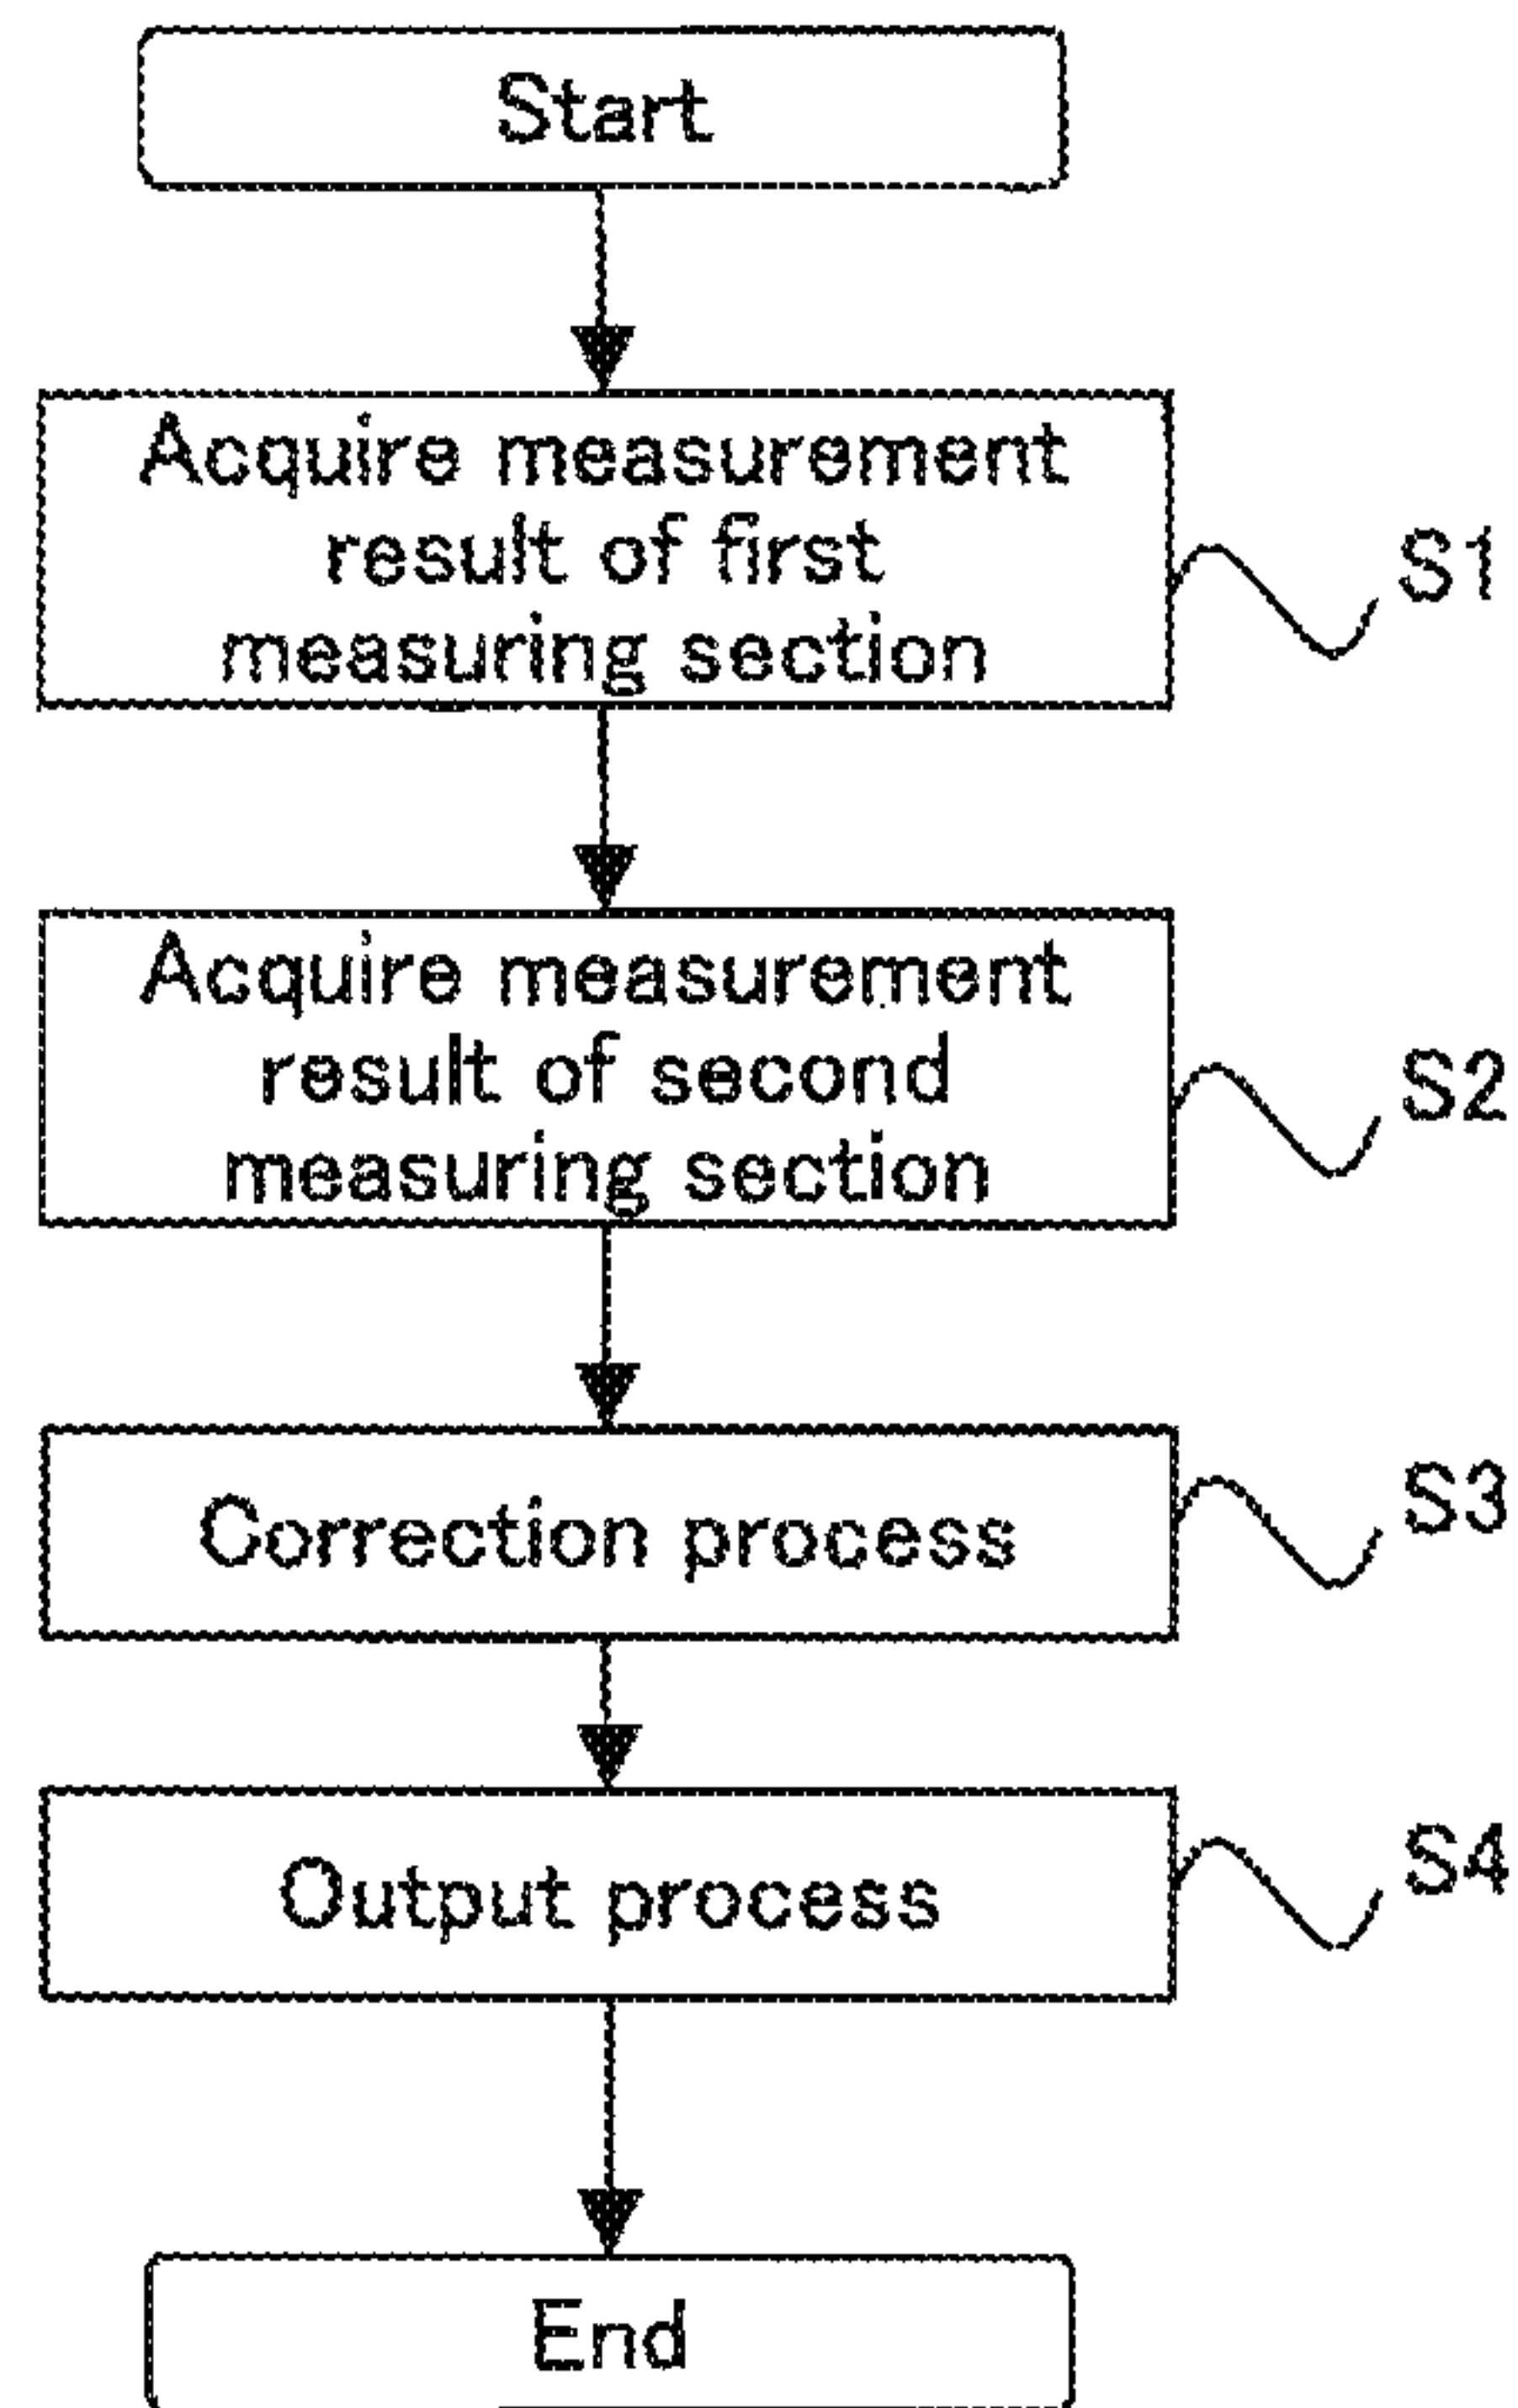 Start
Acquire measurement
result of first
measuring section
S1
Acquire measurement
result of second
measuring section
S2
Correction process
S3
Output process
S4
End